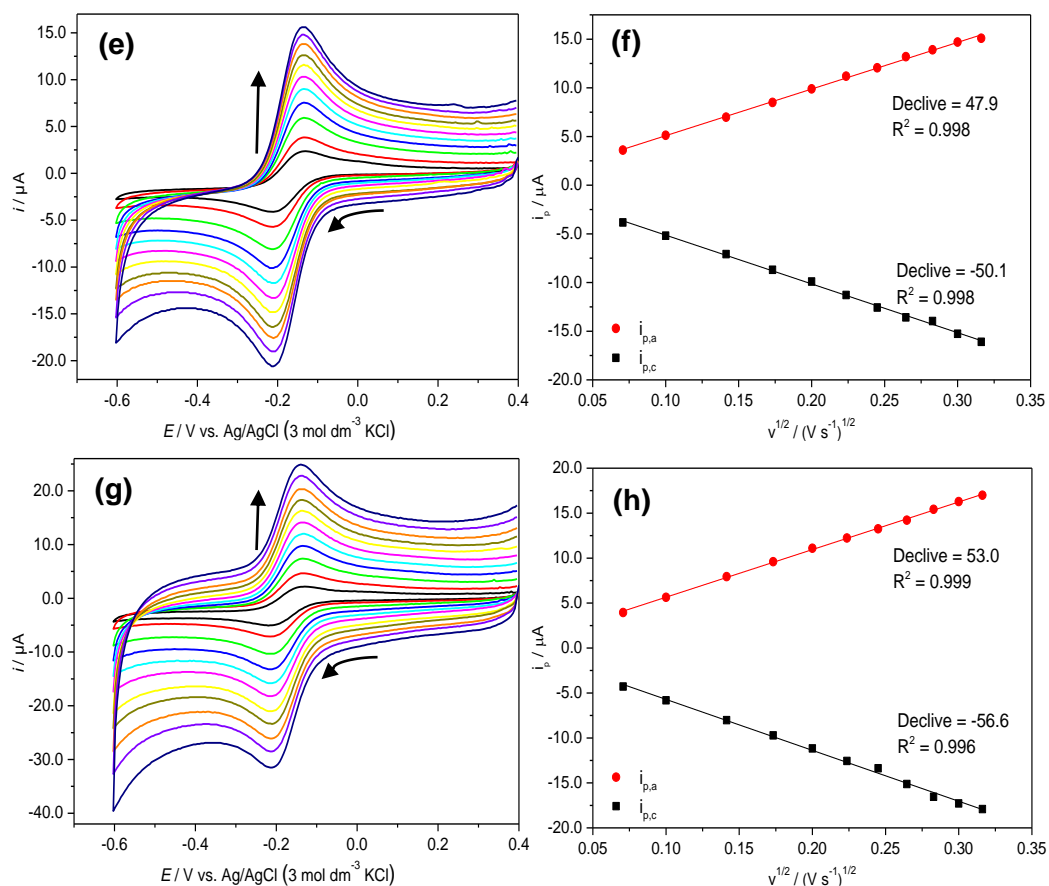 (e)
15.0
10.0
5.0
0.0
-5.0
-10.0
-15.0
-20.0
i / µA
-0.6 -0.4 -0.2 0.0 0.2 0.4
E / V vs. Ag/AgCl (3 mol dm⁻³ KCl)
(f)
15.0
10.0
5.0
0.0
-5.0
-10.0
-15.0
-20.0
i_p / µA
Declive = 47.9
R² = 0.998
Declive = -50.1
R² = 0.998
i_p,a
i_p,c
0.05 0.10 0.15 0.20 0.25 0.30 0.35
v^1/2 / (V s⁻¹)^1/2
(g)
20.0
10.0
0.0
-10.0
-20.0
-30.0
-40.0
i / µA
-0.6 -0.4 -0.2 0.0 0.2 0.4
E / V vs. Ag/AgCl (3 mol dm⁻³ KCl)
(h)
20.0
15.0
10.0
5.0
0.0
-5.0
-10.0
-15.0
-20.0
i_p / µA
Declive = 53.0
R² = 0.999
Declive = -56.6
R² = 0.996
i_p,a
i_p,c
0.05 0.10 0.15 0.20 0.25 0.30 0.35
v^1/2 / (V s⁻¹)^1/2